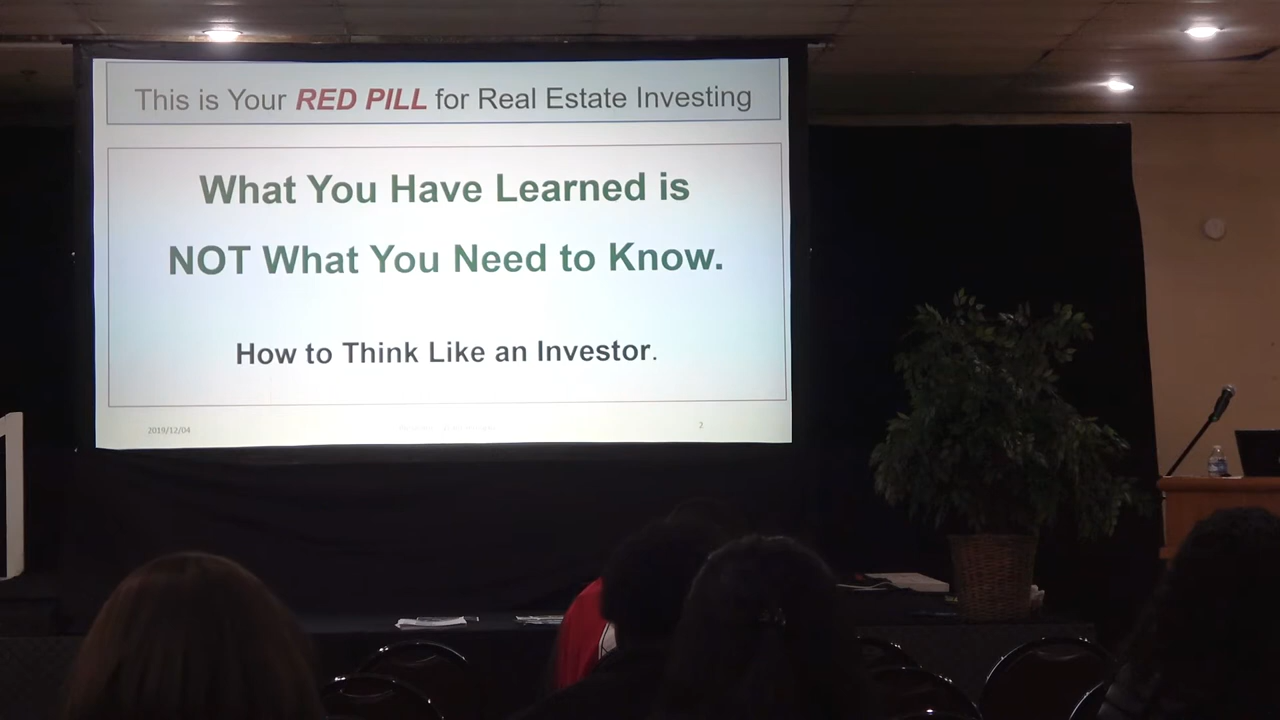 This is Your RED PILL for Real Estate Investing
What You Have Learned is
NOT What You Need to Know.
How to Think Like an Investor.
2019/12/04
2